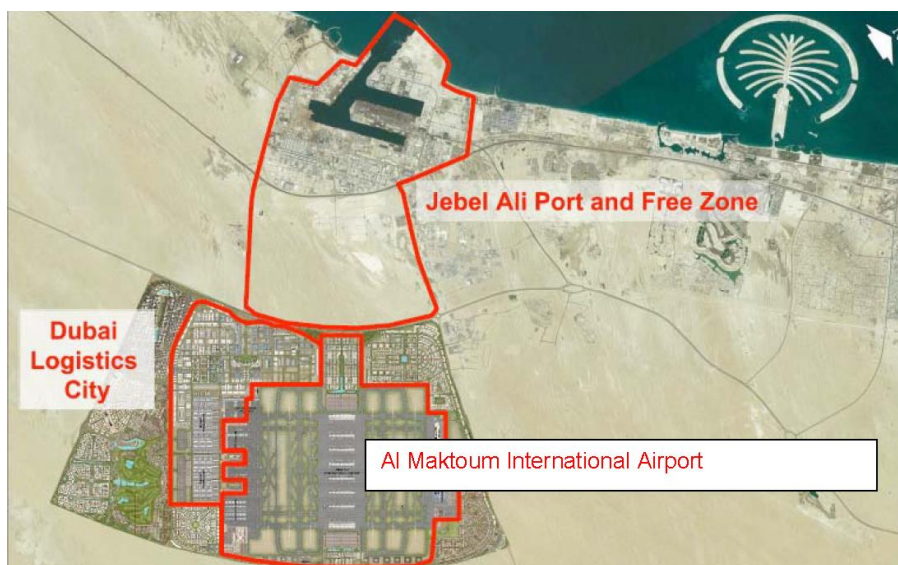 Jebel Ali Port and Free Zone
Dubai
Logistics
City
Al Maktoum International Airport